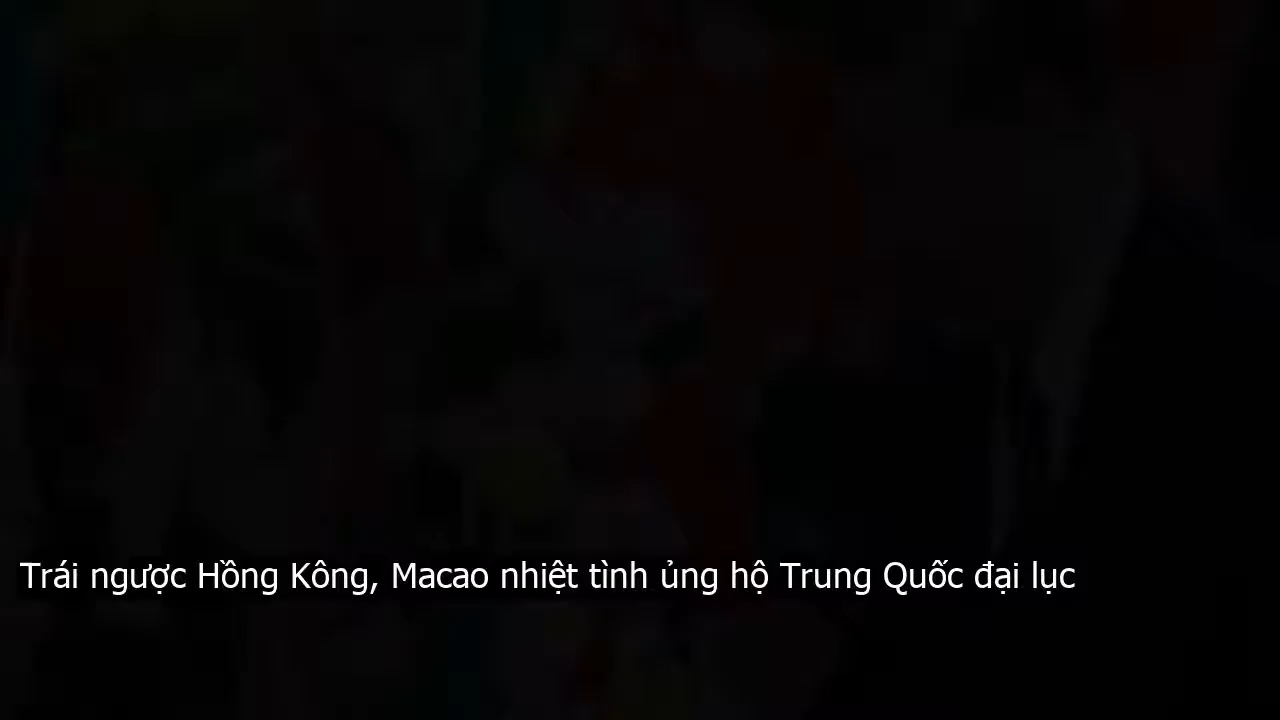 Trái ngược Hồng Kông, Macao nhiệt tình ủng hộ Trung Quốc đại lục